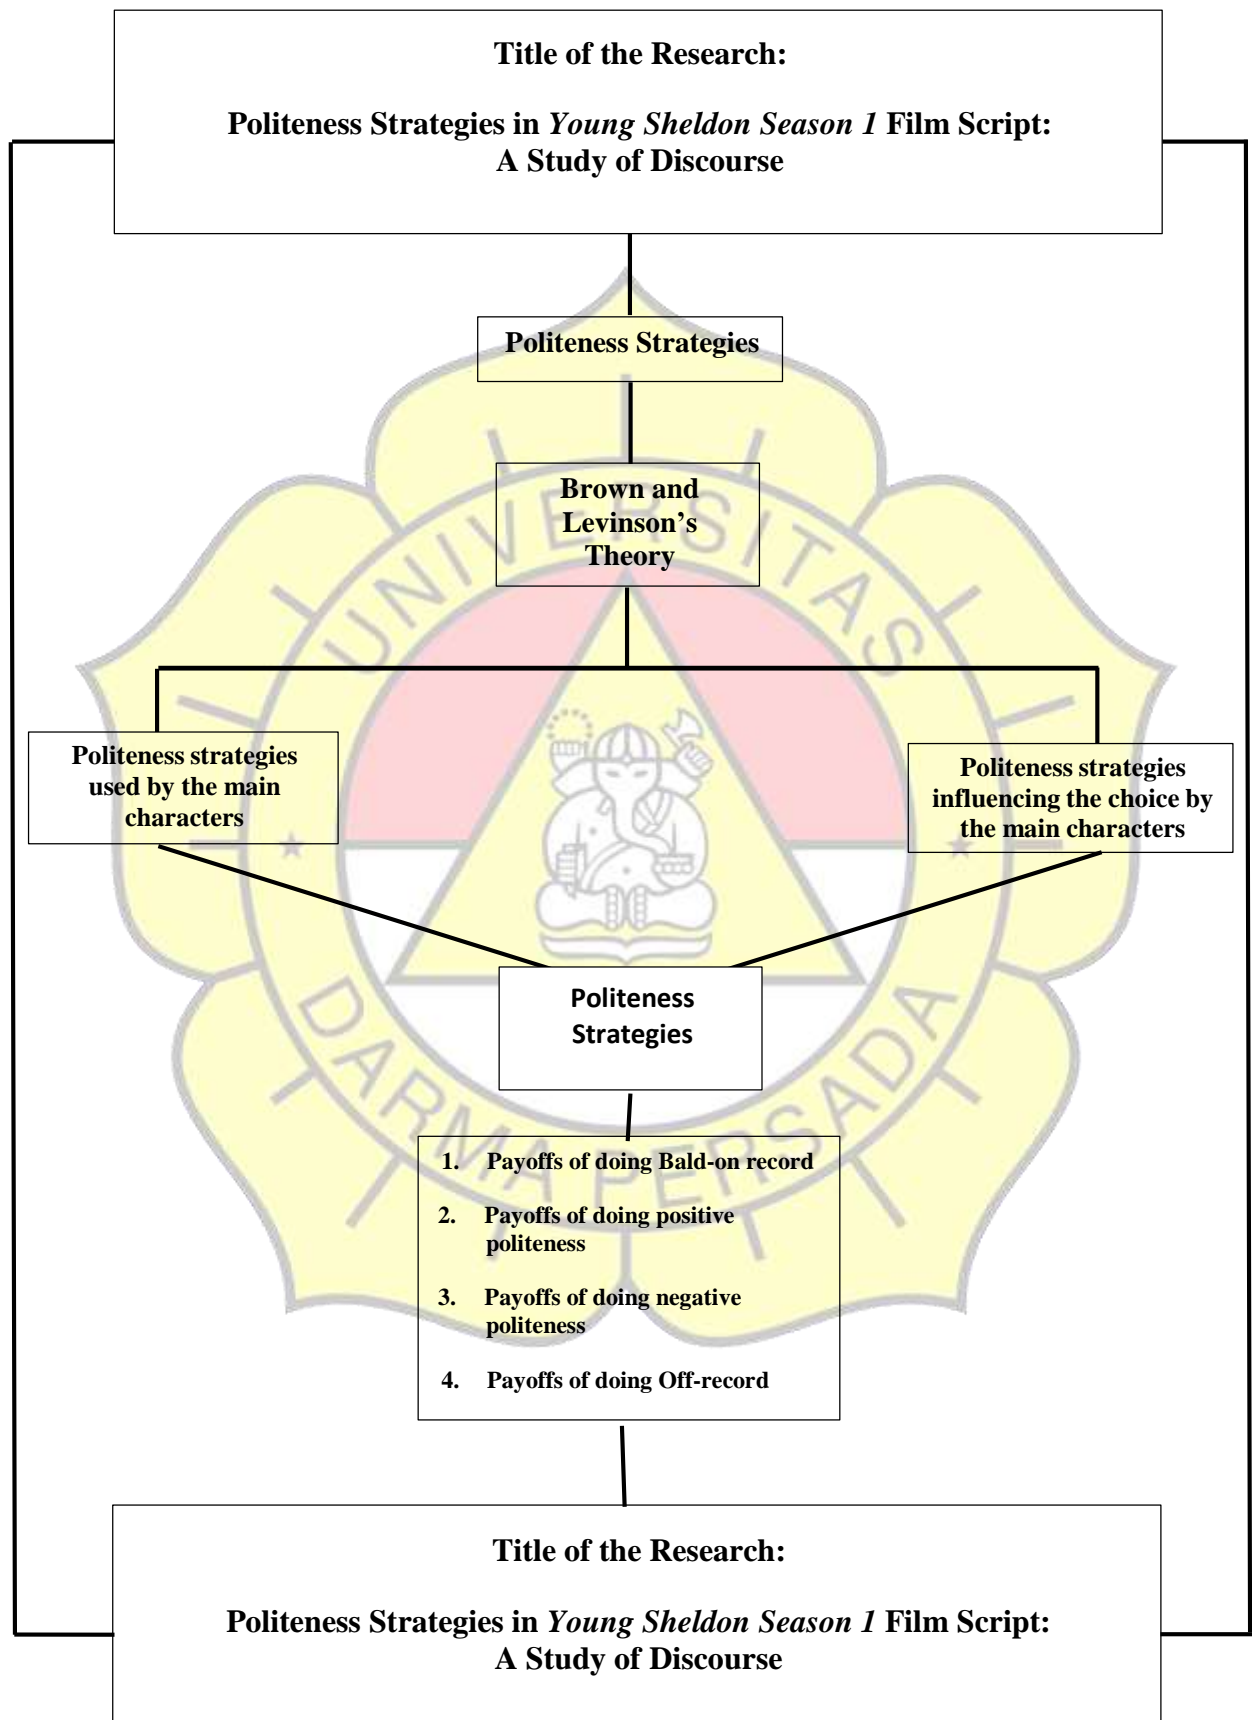 Title of the Research:
Politeness Strategies in Young Sheldon Season 1 Film Script:
A Study of Discourse
Politeness Strategies
Brown and
Levinson's
Theory
UNIVERSITAS
Politeness strategies
used by the main
characters
Politeness strategies
influencing the choice by
the main characters
Politeness
Strategies
DARMA PERSADA
1. Payoffs of doing Bald-on record
2. Payoffs of doing positive
politeness
3. Payoffs of doing negative
politeness
4. Payoffs of doing Off-record
Title of the Research:
Politeness Strategies in Young Sheldon Season 1 Film Script:
A Study of Discourse